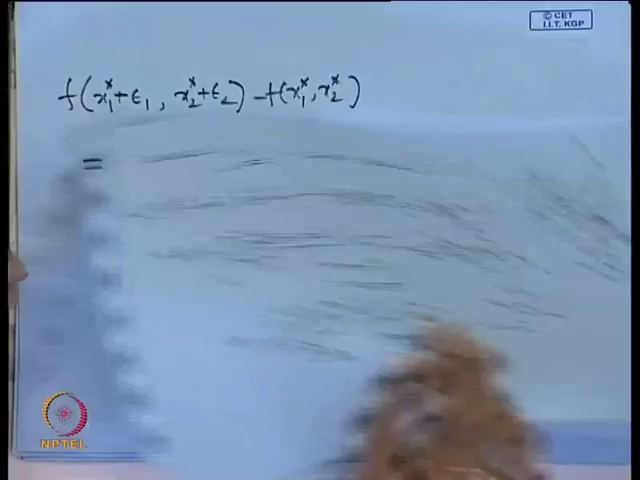 © CET
I.I.T. KGP
f(x₁*+ϵ₁, x₂*+ϵ₂) - f(x₁*, x₂*)
=
NPTEL